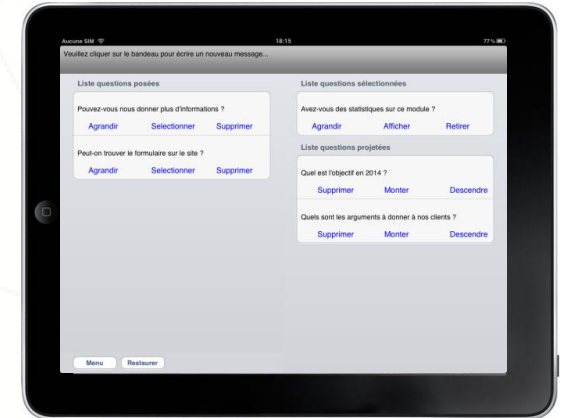 Aucune SIM 18:15 77%
Veuillez cliquer sur le bandeau pour écrire un nouveau message...
Liste questions posées
Pouvez-vous nous donner plus d'informations ?
Agrandir Selectionner Supprimer
Peut-on trouver le formulaire sur le site ?
Agrandir Selectionner Supprimer
Liste questions sélectionnées
Avez-vous des statistiques sur ce module ?
Agrandir Afficher Retirer
Liste questions projetées
Quel est l'objectif en 2014 ?
Supprimer Monter Descendre
Quels sont les arguments à donner à nos clients ?
Supprimer Monter Descendre
Menu Restaurer